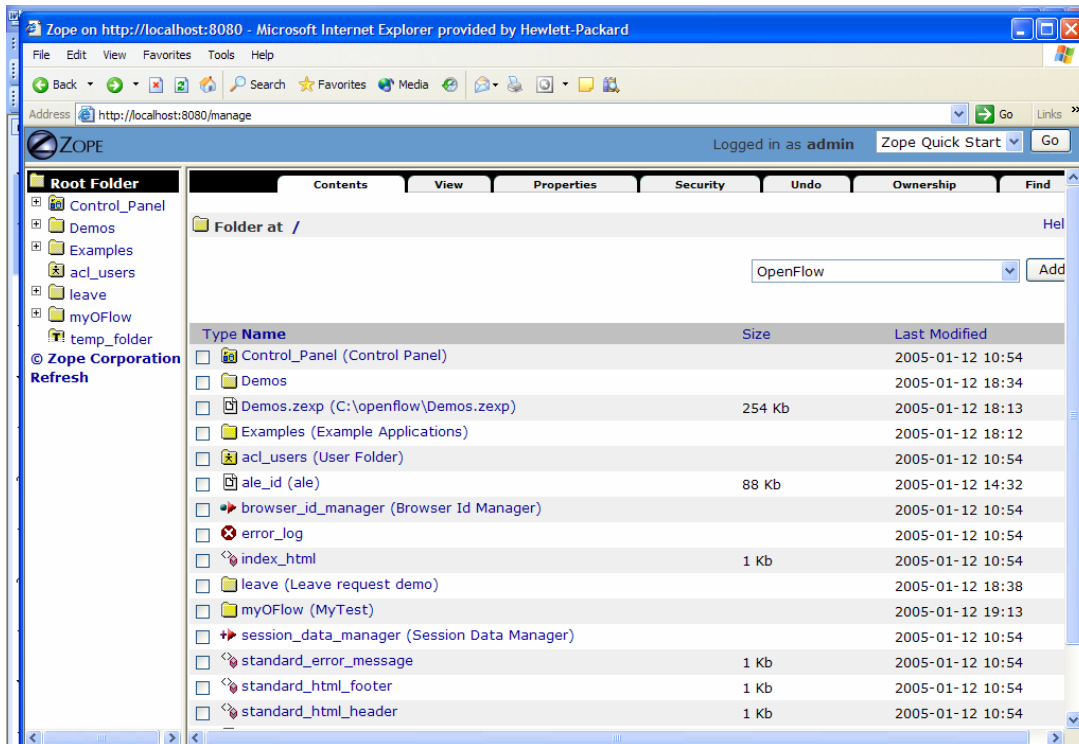 Zope on http://localhost:8080 - Microsoft Internet Explorer provided by Hewlett-Packard
File Edit View Favorites Tools Help
Back Search Favorites Media
Address http://localhost:8080/manage Go Links »
ZOPE Logged in as admin Zope Quick Start Go
Root Folder
Control_Panel
Demos
Examples
acl_users
leave
myOFlow
temp_folder
© Zope Corporation
Refresh
Contents View Properties Security Undo Ownership Find
Folder at / Hel
OpenFlow Add
Type Name Size Last Modified
Control_Panel (Control Panel) 2005-01-12 10:54
Demos 2005-01-12 18:34
Demos.zexp (C:\openflow\Demos.zexp) 254 Kb 2005-01-12 18:13
Examples (Example Applications) 2005-01-12 18:12
acl_users (User Folder) 2005-01-12 10:54
ale_id (ale) 88 Kb 2005-01-12 14:32
browser_id_manager (Browser Id Manager) 2005-01-12 10:54
error_log 2005-01-12 10:54
index_html 1 Kb 2005-01-12 10:54
leave (Leave request demo) 2005-01-12 18:38
myOFlow (MyTest) 2005-01-12 19:13
session_data_manager (Session Data Manager) 2005-01-12 10:54
standard_error_message 1 Kb 2005-01-12 10:54
standard_html_footer 1 Kb 2005-01-12 10:54
standard_html_header 1 Kb 2005-01-12 10:54